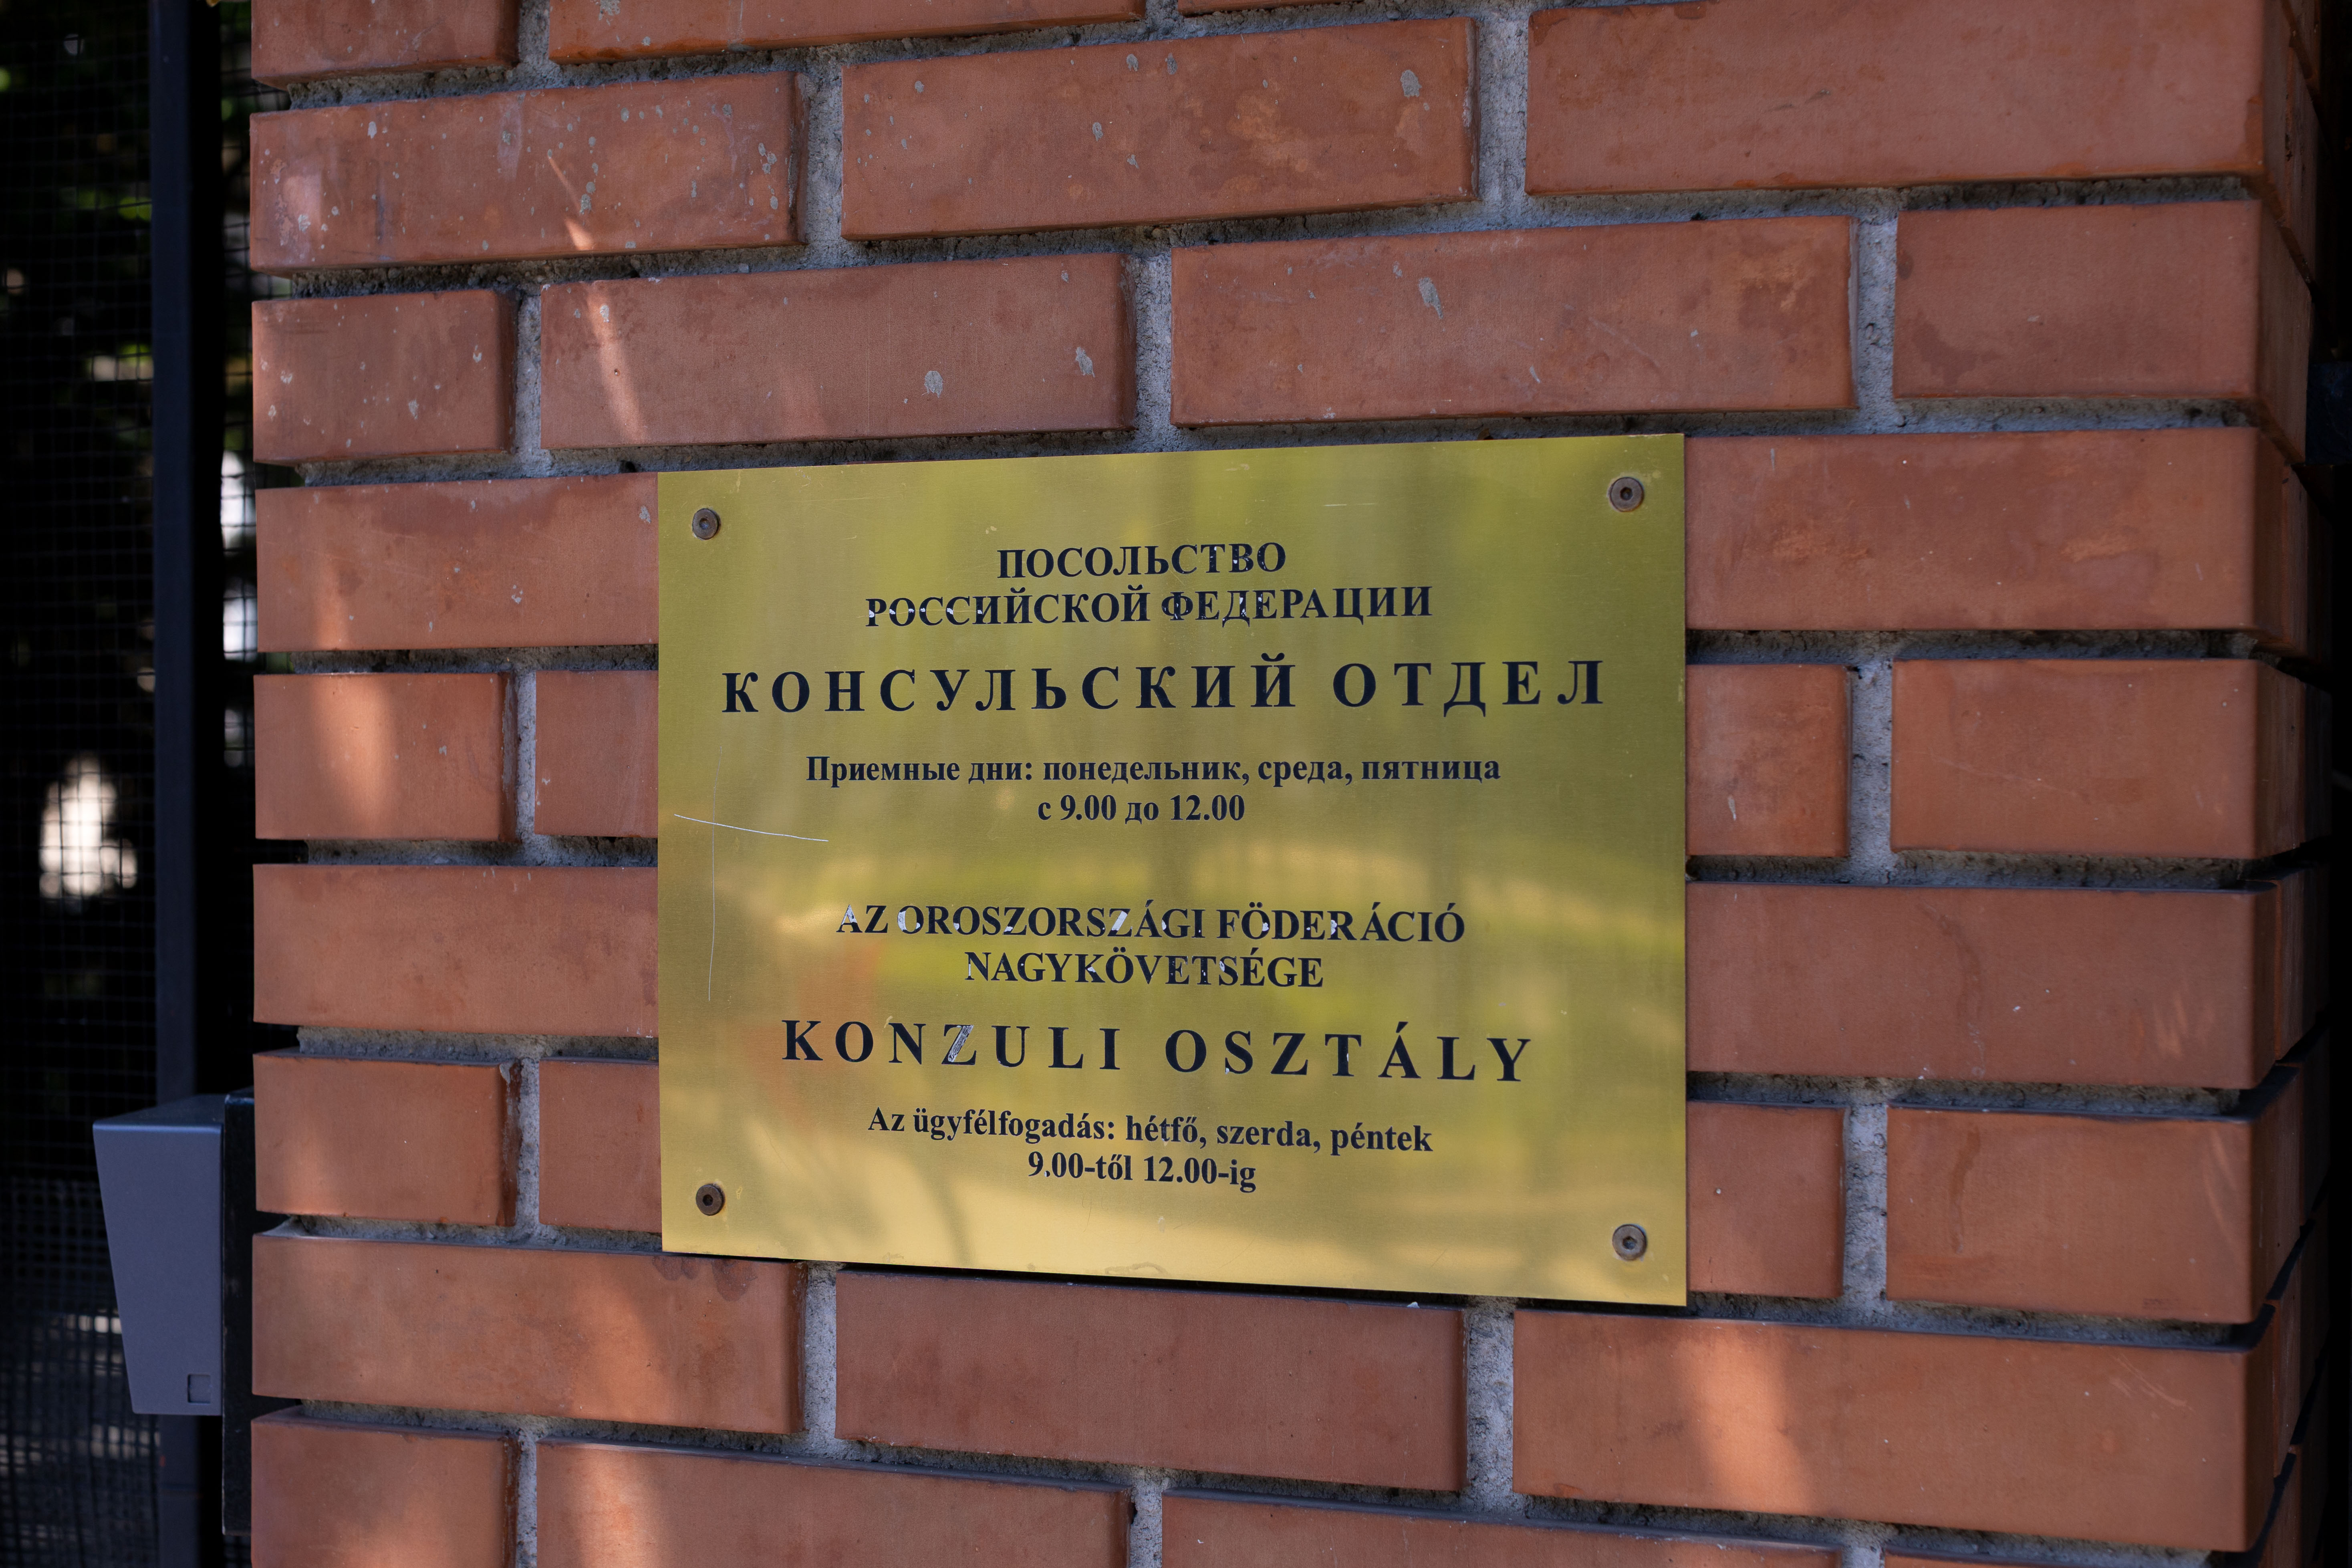 ПОСОЛЬСТВО
РОССИЙСКОЙ ФЕДЕРАЦИИ
КОНСУЛЬСКИЙ ОТДЕЛ
Приемные дни: понедельник, среда, пятница
с 9.00 до 12.00
AZ OROSZORSZÁGI FÖDERÁCIÓ
NAGYKÖVETSÉGE
KONZULI OSZTÁLY
Az ügyfélfogadás: hétfő, szerda, péntek
9.00-től 12.00-ig